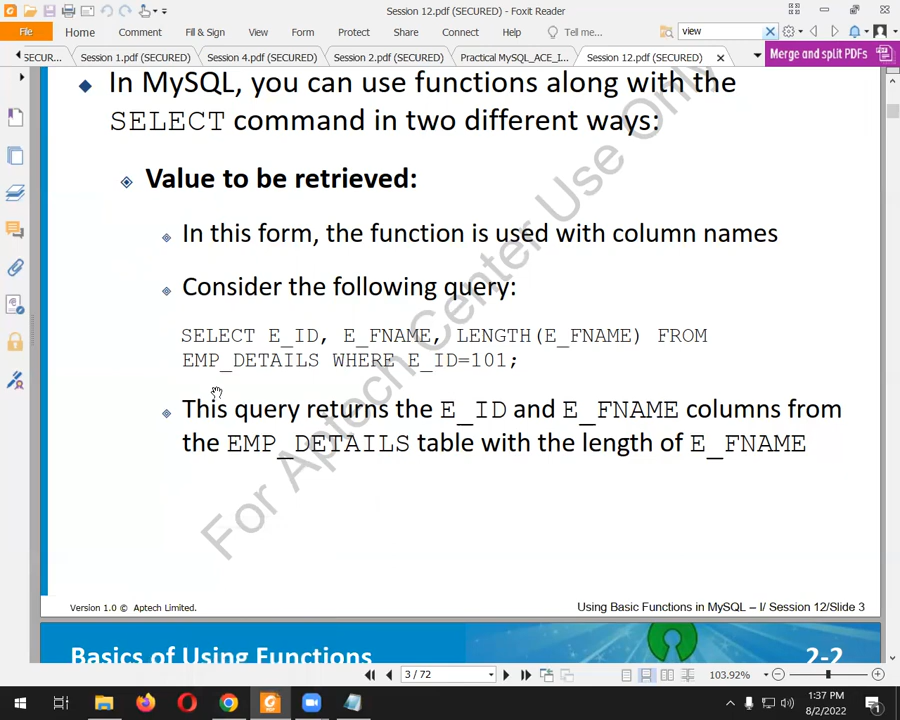 Session 12.pdf (SECURED) - Foxit Reader
File Home Comment Fill & Sign View Form Protect Share Connect Help Tell me... view
SECUR... Session 1.pdf (SECURED) Session 4.pdf (SECURED) Session 2.pdf (SECURED) Practical MySQL_ACE_I... Session 12.pdf (SECURED) Merge and split PDFs
In MySQL, you can use functions along with the
SELECT command in two different ways:
Value to be retrieved:
In this form, the function is used with column names
Consider the following query:
SELECT E_ID, E_FNAME, LENGTH(E_FNAME) FROM
EMP_DETAILS WHERE E_ID=101;
This query returns the E_ID and E_FNAME columns from
the EMP_DETAILS table with the length of E_FNAME
For Aptech Center Use Only
Version 1.0 © Aptech Limited.
Using Basic Functions in MySQL – I/ Session 12/Slide 3
Basics of Using Functions
2-2
3 / 72
103.92%
1:37 PM
8/2/2022
1